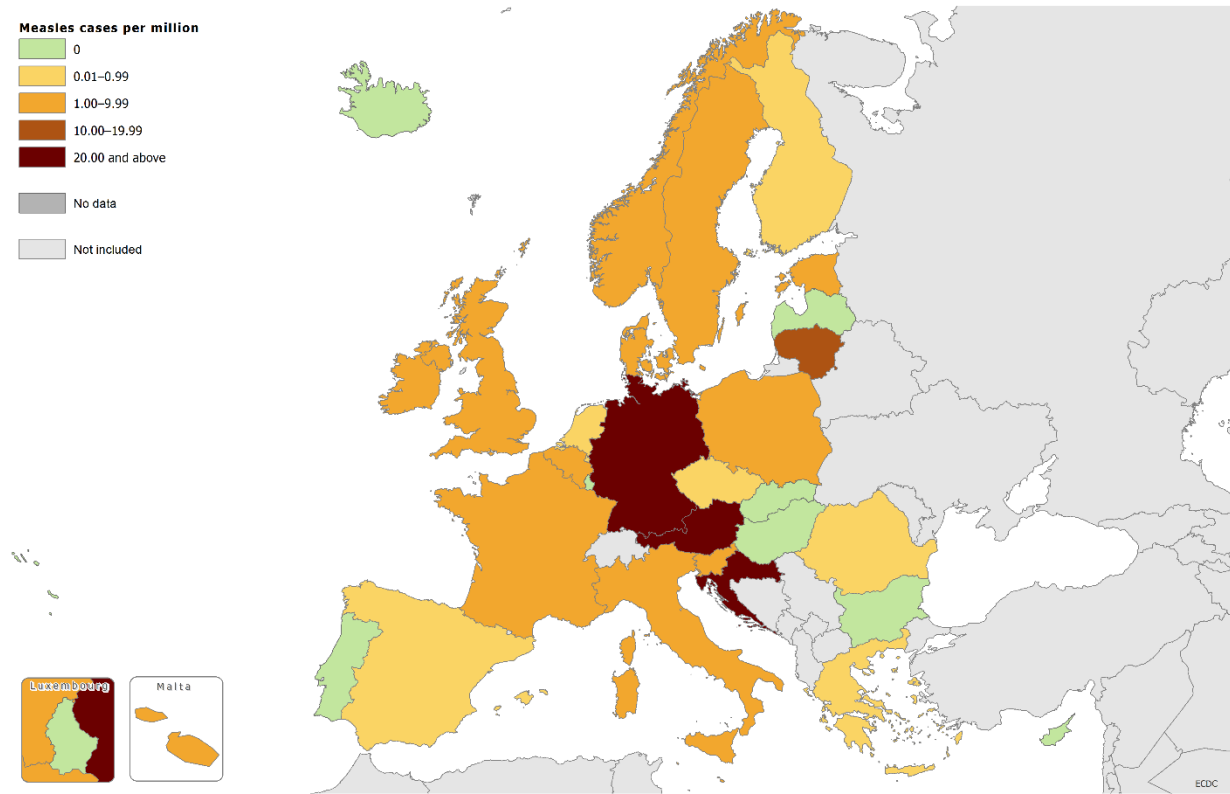 Measles cases per million
0
0.01–0.99
1.00–9.99
10.00–19.99
20.00 and above
No data
Not included
Luxembourg
Malta
ECDC